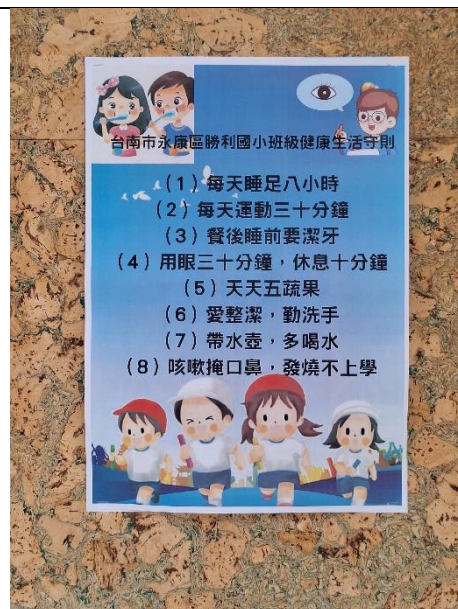 台南市永康區勝利國小班級健康生活守則
(1)每天睡足八小時
(2)每天運動三十分鐘
(3)餐後睡前要潔牙
(4)用眼三十分鐘，休息十分鐘
(5)天天五蔬果
(6)愛整潔，勤洗手
(7)帶水壺，多喝水
(8)咳嗽掩口鼻，發燒不上學